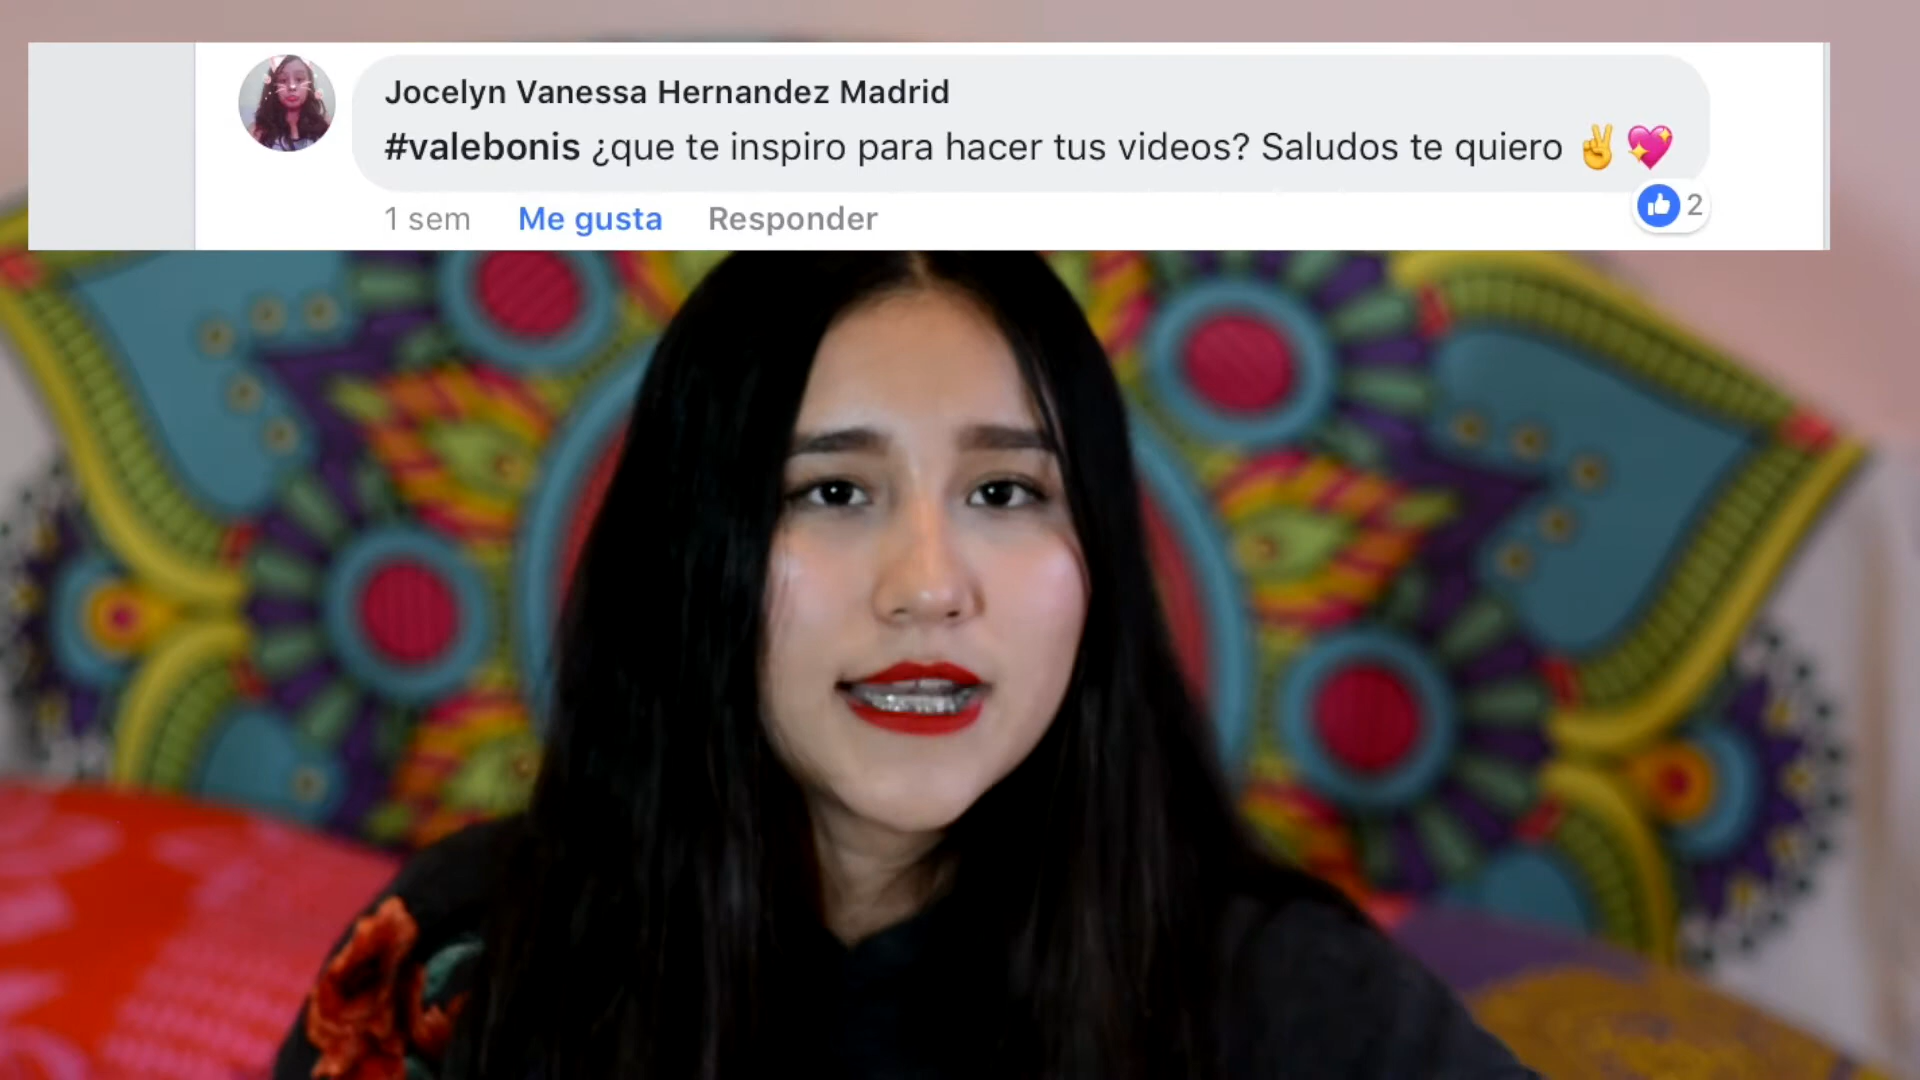 Jocelyn Vanessa Hernandez Madrid
#valebonis ¿que te inspiro para hacer tus videos? Saludos te quiero ✌️💖
1 sem Me gusta Responder 2